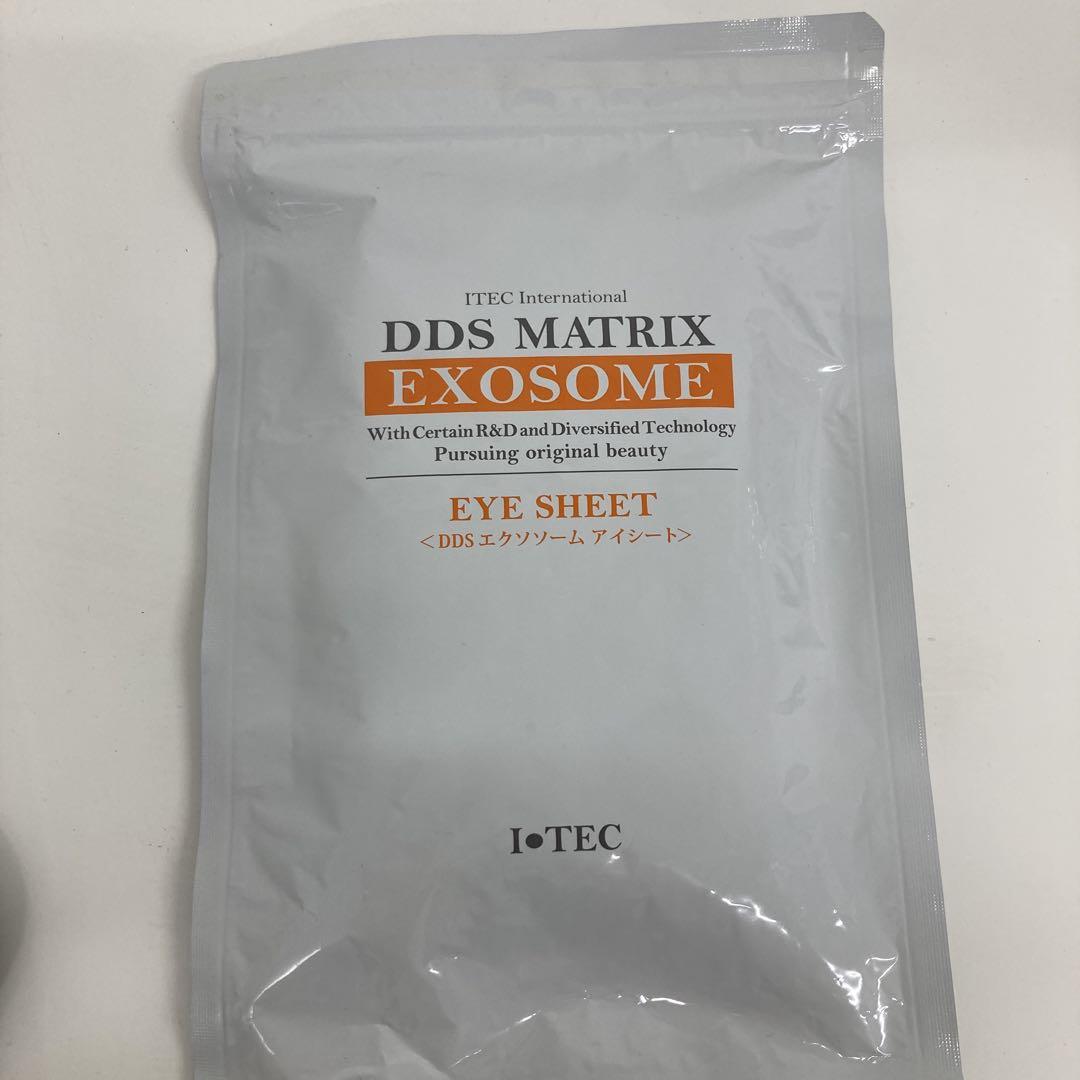 ITEC International
DDS MATRIX
EXOSOME
With Certain R&D and Diversified Technology
Pursuing original beauty
EYE SHEET
<DDS エクソソーム アイシート>
I●TEC